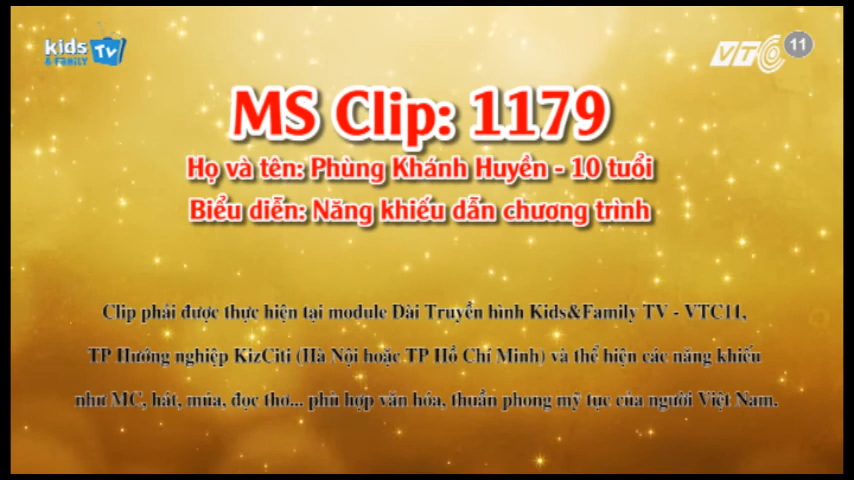 kids TV
& FAMILY
VTC 11
MS Clip: 1179
Họ và tên: Phùng Khánh Huyền - 10 tuổi
Biểu diễn: Năng khiếu dẫn chương trình
Clip phải được thực hiện tại module Đài Truyền hình Kids&Family TV - VTC11,
TP Hướng nghiệp KizCiti (Hà Nội hoặc TP Hồ Chí Minh) và thể hiện các năng khiếu
như MC, hát, múa, đọc thơ... phù hợp văn hóa, thuần phong mỹ tục của người Việt Nam.